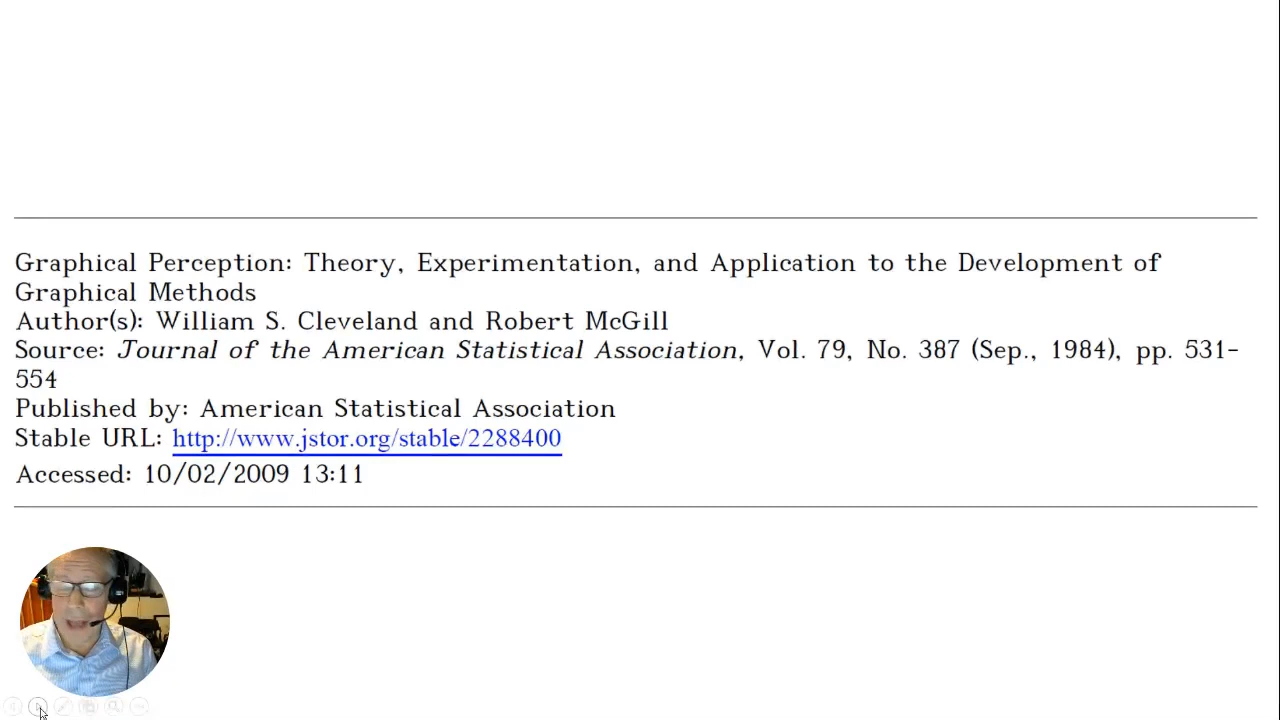 Graphical Perception: Theory, Experimentation, and Application to the Development of
Graphical Methods
Author(s): William S. Cleveland and Robert McGill
Source: Journal of the American Statistical Association, Vol. 79, No. 387 (Sep., 1984), pp. 531-
554
Published by: American Statistical Association
Stable URL: http://www.jstor.org/stable/2288400
Accessed: 10/02/2009 13:11